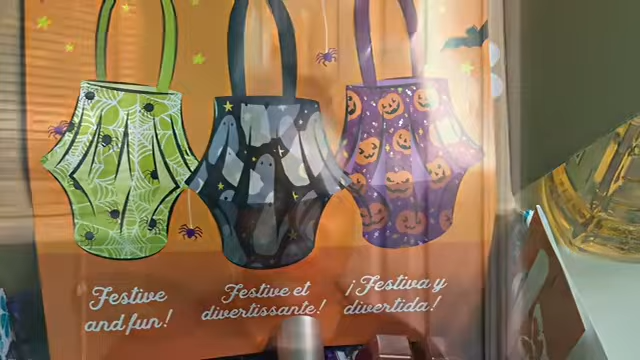 Festive
and fun!
Festive et
divertissante!
¡Festiva y
divertida!